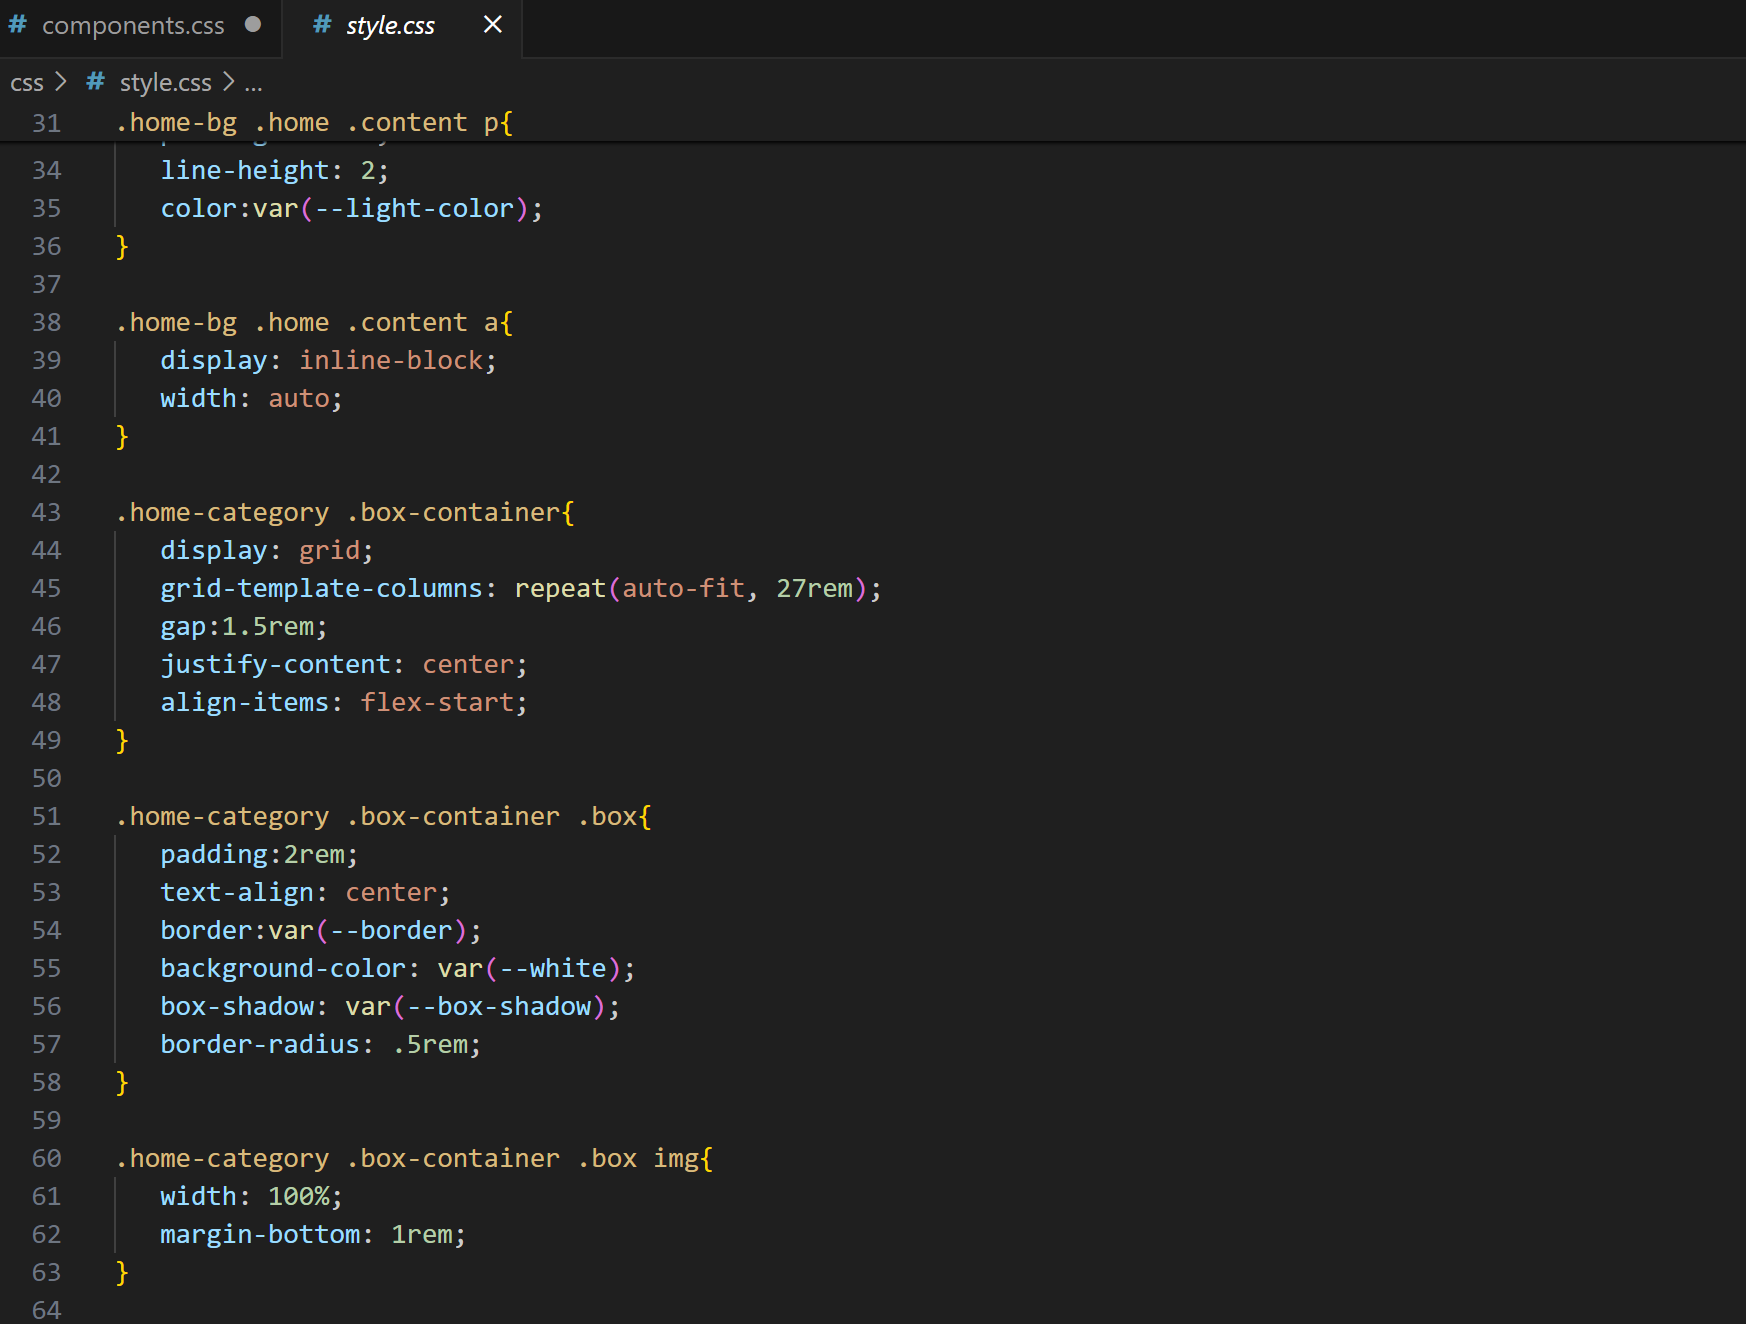 # components.css ● # style.css ×
css > # style.css > ...
31 .home-bg .home .content p{
34 line-height: 2;
35 color:var(--light-color);
36 }
37
38 .home-bg .home .content a{
39 display: inline-block;
40 width: auto;
41 }
42
43 .home-category .box-container{
44 display: grid;
45 grid-template-columns: repeat(auto-fit, 27rem);
46 gap:1.5rem;
47 justify-content: center;
48 align-items: flex-start;
49 }
50
51 .home-category .box-container .box{
52 padding:2rem;
53 text-align: center;
54 border:var(--border);
55 background-color: var(--white);
56 box-shadow: var(--box-shadow);
57 border-radius: .5rem;
58 }
59
60 .home-category .box-container .box img{
61 width: 100%;
62 margin-bottom: 1rem;
63 }
64